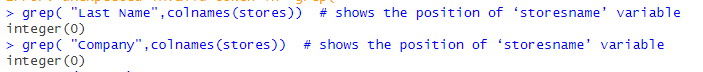 > grep( "Last Name",colnames(stores))  # shows the position of ‘storesname’ variable
integer(0)
> grep( "Company",colnames(stores))  # shows the position of ‘storesname’ variable
integer(0)